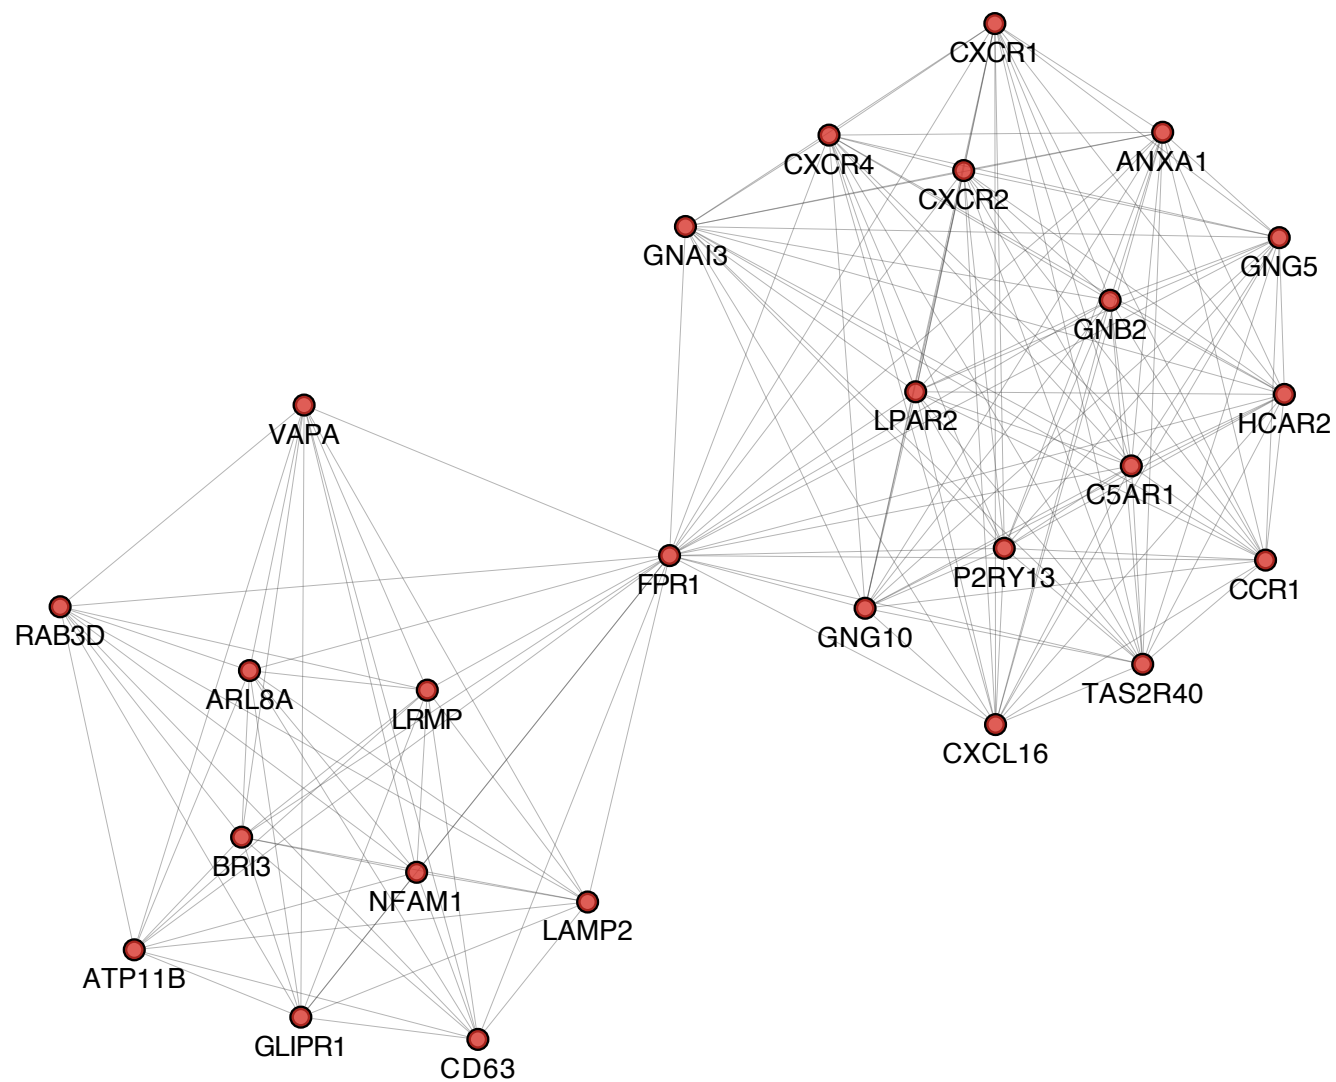 CXCR1
CXCR4
ANXA1
CXCR2
GNAI3
GNG5
GNB2
LPAR2
HCAR2
VAPA
C5AR1
FPR1
P2RY13
CCR1
RAB3D
GNG10
ARL8A
LRMP
TAS2R40
CXCL16
BRI3
NFAM1
LAMP2
ATP11B
GLIPR1
CD63